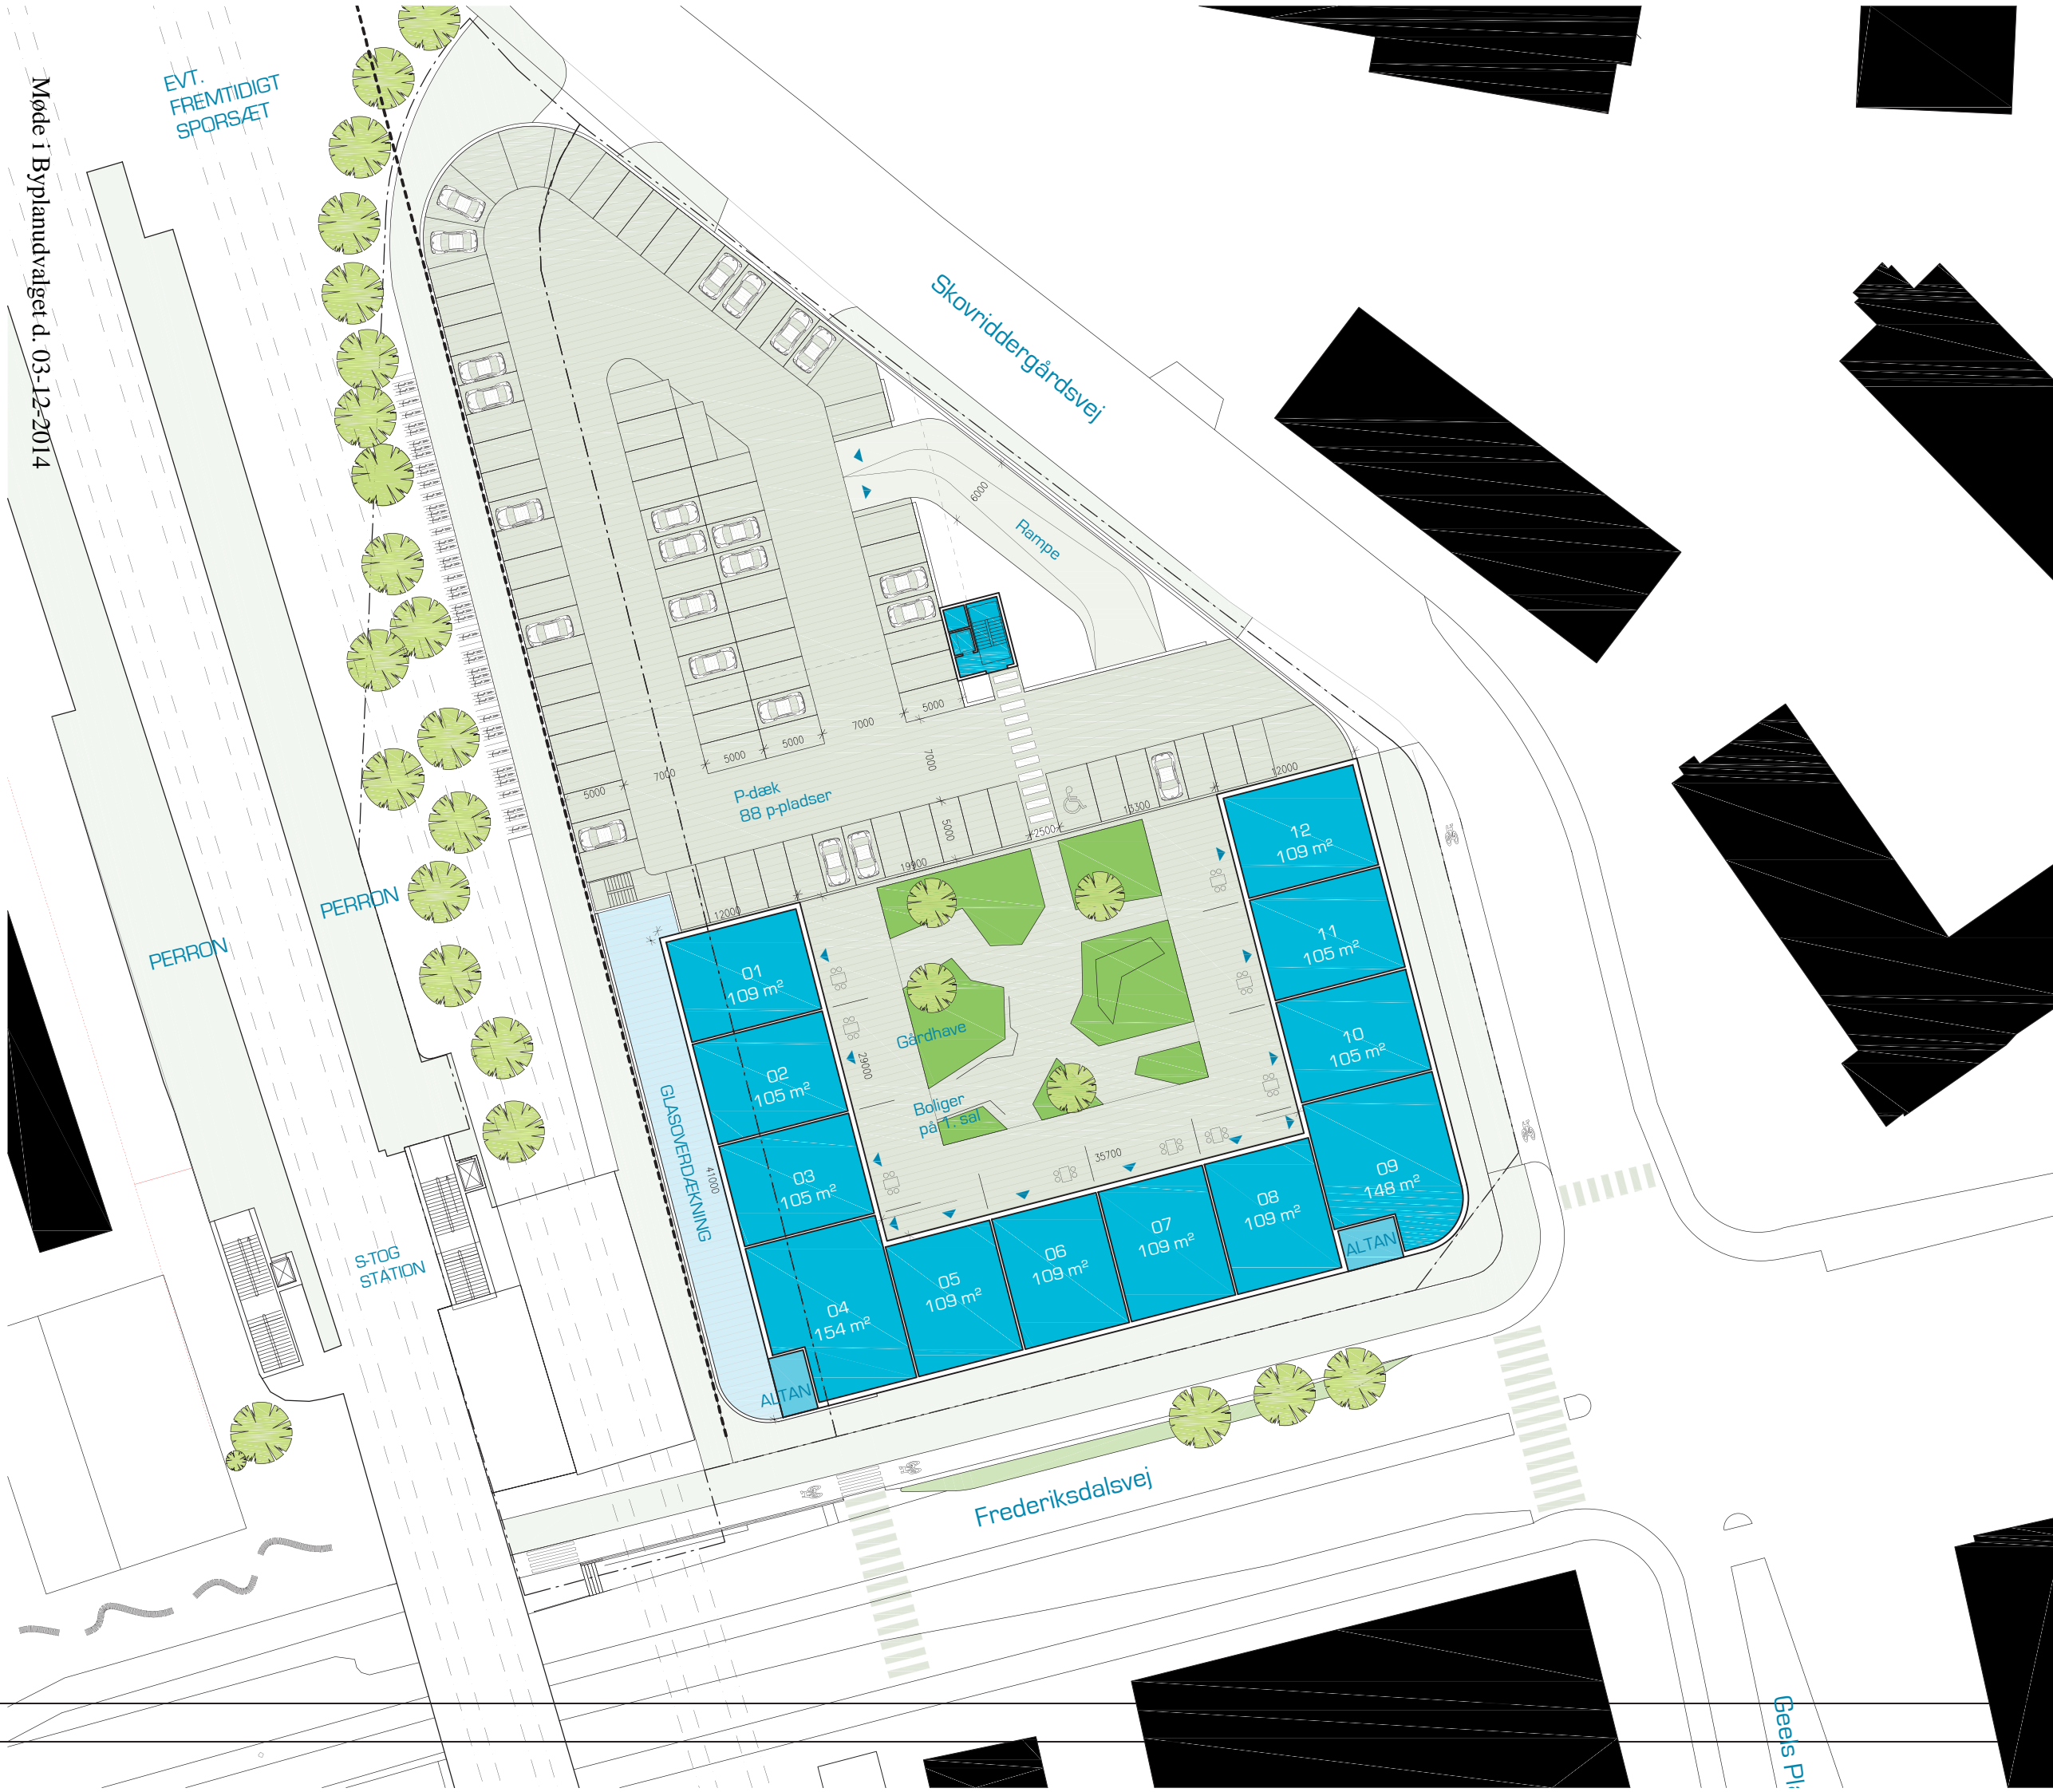 Møde i Byplanudvalget d. 03-12-2014
EVT.
FREMTIDIGT
SPORSÆT
Skovriddergårdsvej
6000
Rampe
5000
7000
5000
5000
7000
5000
7000
P-dæk
88 p-pladser
5000
12000
19900
2500
13300
12000
PERRON
PERRON
01
109 m²
02
105 m²
03
105 m²
04
154 m²
05
109 m²
06
109 m²
07
109 m²
08
109 m²
09
148 m²
10
105 m²
11
105 m²
12
109 m²
Gårdhave
29000
Boliger
på 1. sal
35700
GLASOVERDÆKNING
41000
ALTAN
ALTAN
S-TOG
STATION
Frederiksdalsvej
Geels Pl